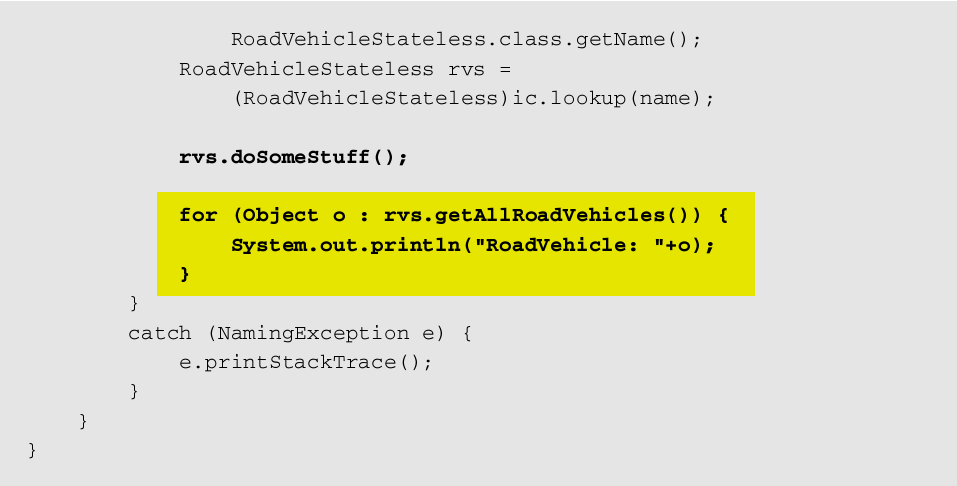 RoadVehicleStateless.class.getName();
RoadVehicleStateless rvs =
(RoadVehicleStateless)ic.lookup(name);
rvs.doSomeStuff();
for (Object o : rvs.getAllRoadVehicles()) {
System.out.println("RoadVehicle: "+o);
}
}
catch (NamingException e) {
e.printStackTrace();
}
}
}